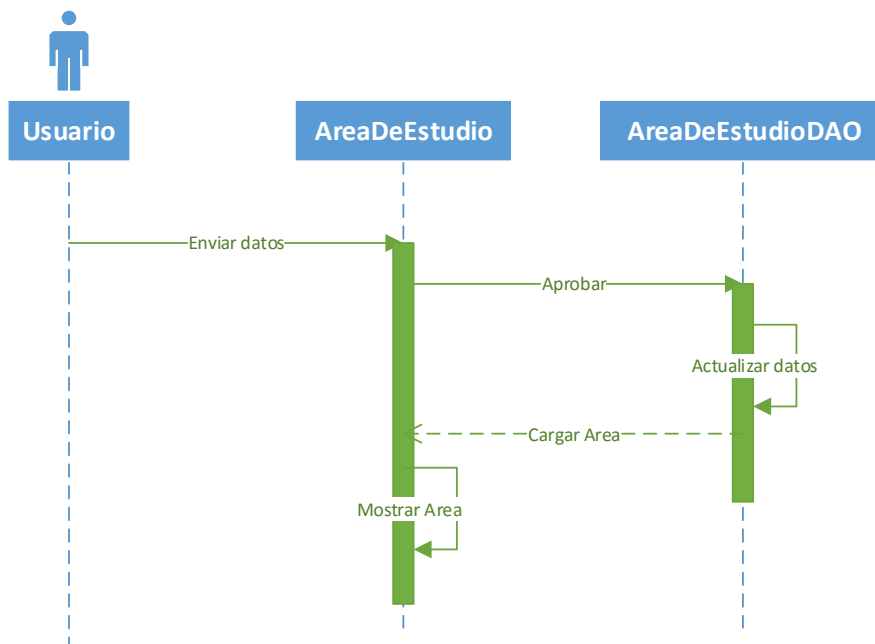 Usuario
AreaDeEstudio
AreaDeEstudioDAO
Enviar datos
Aprobar
Actualizar datos
Cargar Area
Mostrar Area